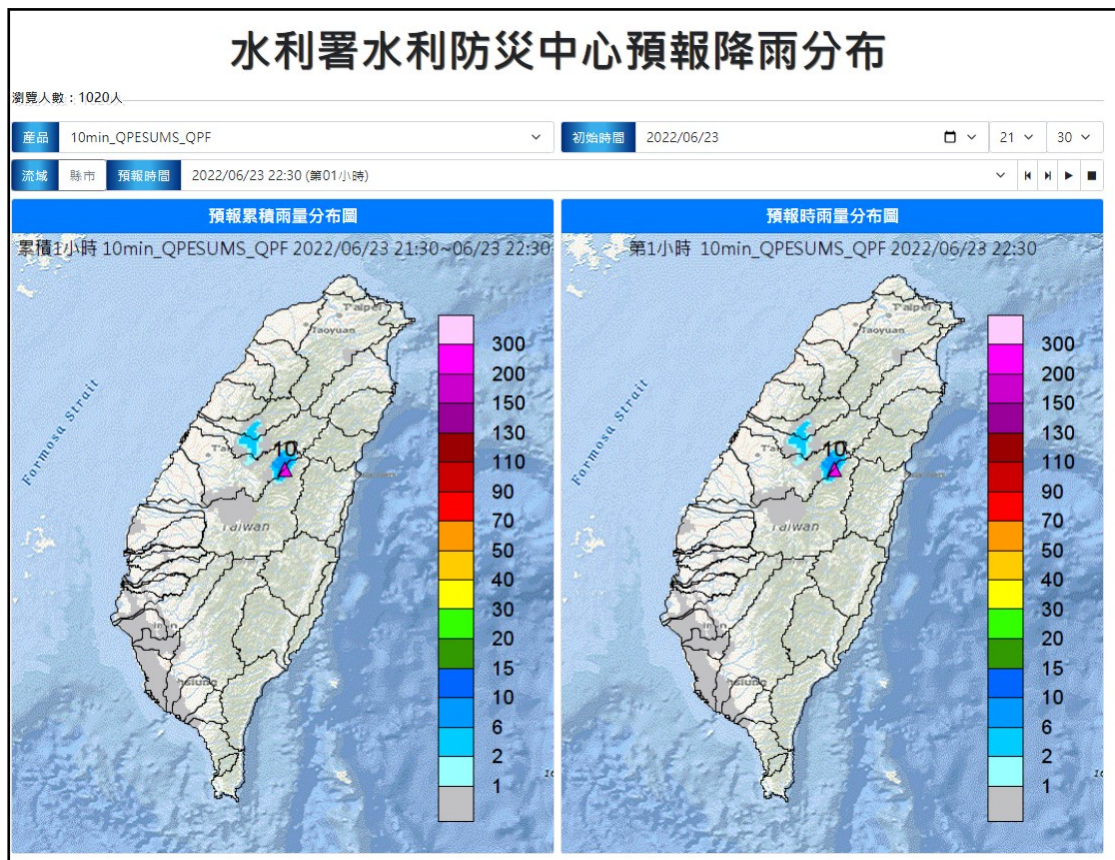 水利署水利防災中心預報降雨分布
瀏覽人數：1020人
產品 10min_QPESUMS_QPF 初始時間 2022/06/23 21 30
流域 縣市 預報時間 2022/06/23 22:30 (第01小時)
預報累積雨量分布圖 預報時雨量分布圖
累積1小時 10min_QPESUMS_QPF 2022/06/23 21:30~06/23 22:30
T'aipei
Taoyuan
Formosa Strait
10
Taiwan
300
200
150
130
110
90
70
50
40
30
20
15
10
6
2
1
第1小時 10min_QPESUMS_QPF 2022/06/23 22:30
T'aipei
Taoyuan
Formosa Strait
10
Taiwan
300
200
150
130
110
90
70
50
40
30
20
15
10
6
2
1